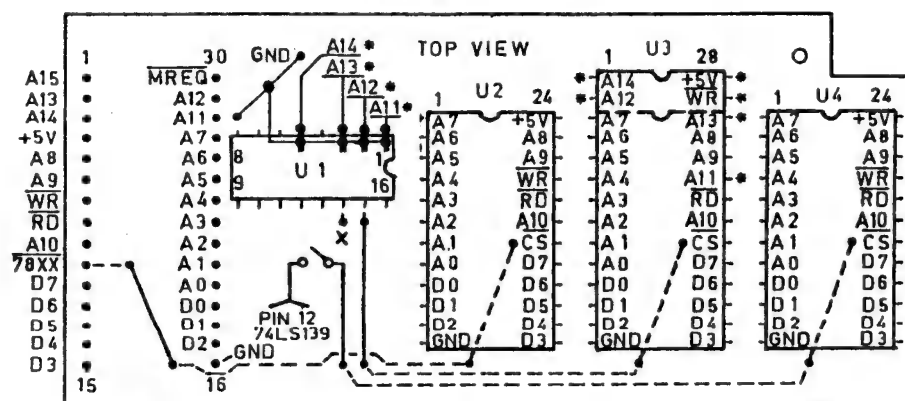 TOP VIEW
1
30
A15
A13
A14
+5V
A8
A9
WR
RD
A10
78XX
D7
D6
D5
D4
D3
15
MREQ
A12
A11
A7
A6
A5
A4
A3
A2
A1
A0
D0
D1
D2
GND
16
GND
A14*
A13*
A12*
A11*
8
9
U1
1
16
X
PIN 12
74LS139
U2
1
24
A7 +5V
A6 A8
A5 A9
A4 WR
A3 RD
A2 A10
A1 CS
A0 D7
D0 D6
D1 D5
D2 D4
GND D3
U3
1
28
* A14 +5V *
* A12 WR *
A7 A13 *
A6 A8
A5 A9
A4 A11 *
A3 RD
A2 A10
A1 CS
A0 D7
D0 D6
D1 D5
D2 D4
GND D3
U4
1
24
A7 +5V
A6 A8
A5 A9
A4 WR
A3 RD
A2 A10
A1 CS
A0 D7
D0 D6
D1 D5
D2 D4
GND D3